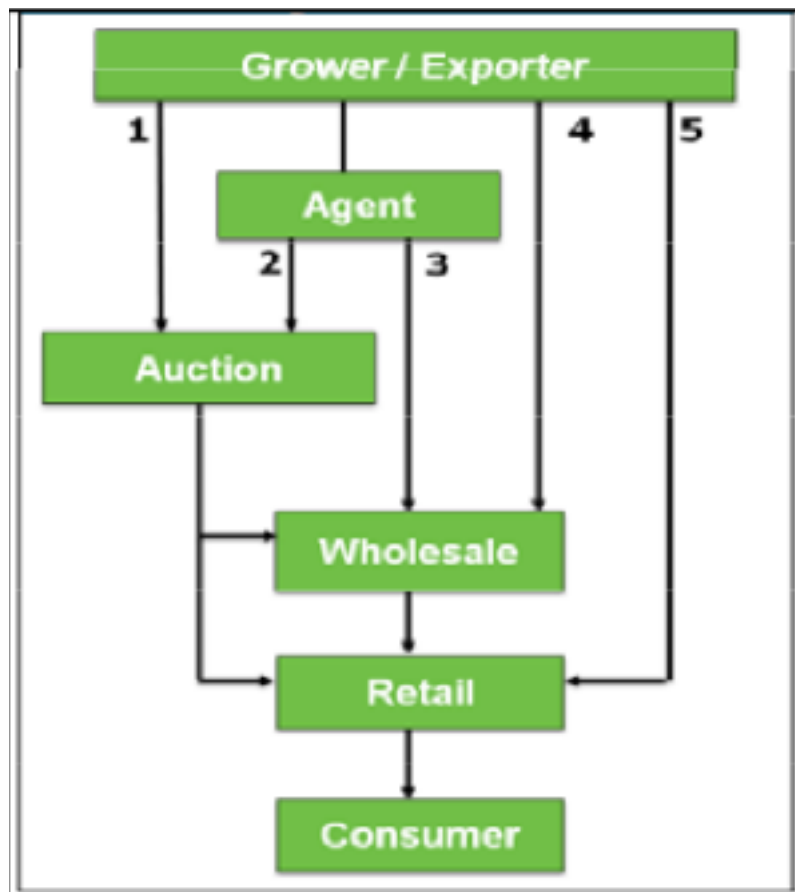 Grower / Exporter
1
4
5
Agent
2
3
Auction
Wholesale
Retail
Consumer